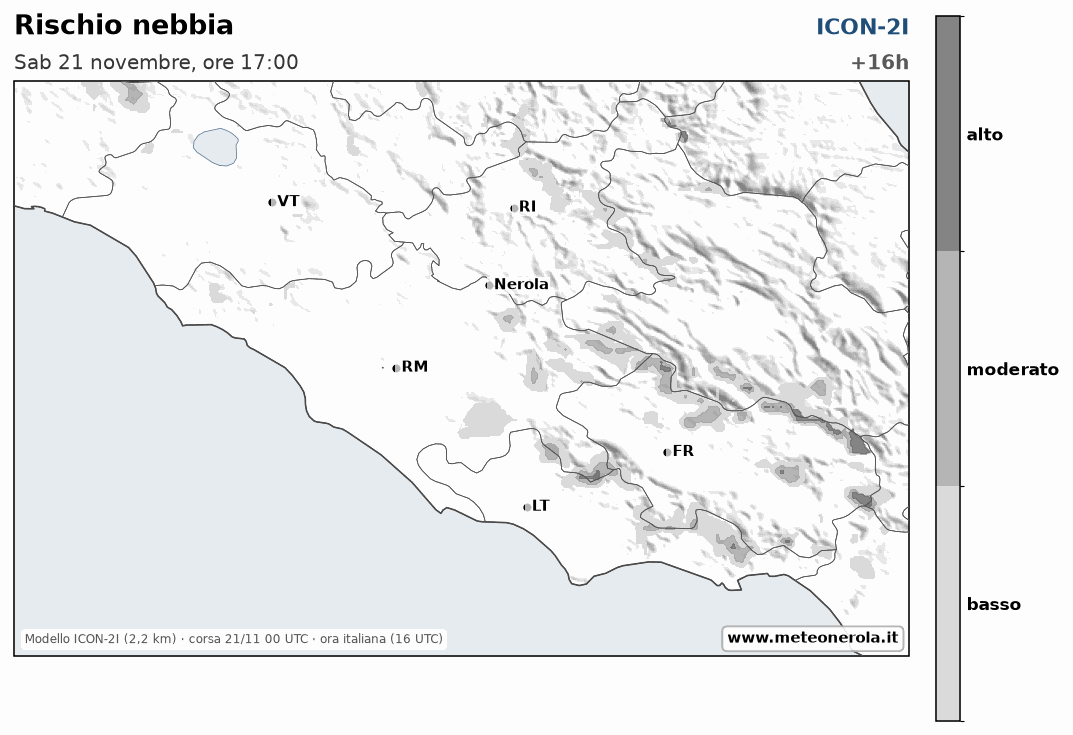 Rischio nebbia
ICON-2I
Sab 21 novembre, ore 17:00
+16h
alto
VT
RI
Nerola
RM
moderato
FR
LT
basso
Modello ICON-2I (2,2 km) · corsa 21/11 00 UTC · ora italiana (16 UTC)
www.meteonerola.it